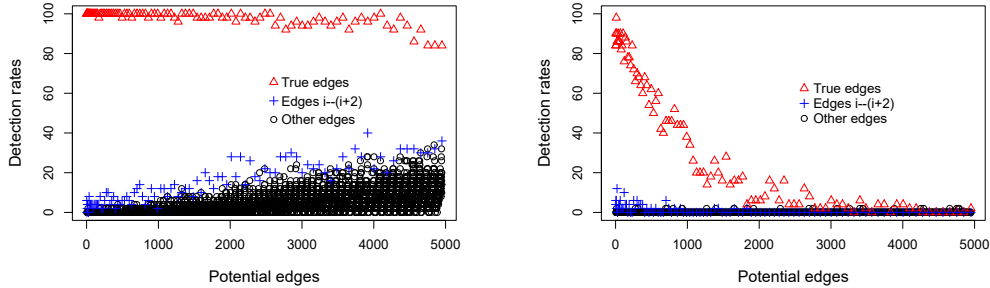 100
80
60
40
20
0
Detection rates
True edges
Edges i--(i+2)
Other edges
0 1000 2000 3000 4000 5000
Potential edges
100
80
60
40
20
0
Detection rates
True edges
Edges i--(i+2)
Other edges
0 1000 2000 3000 4000 5000
Potential edges